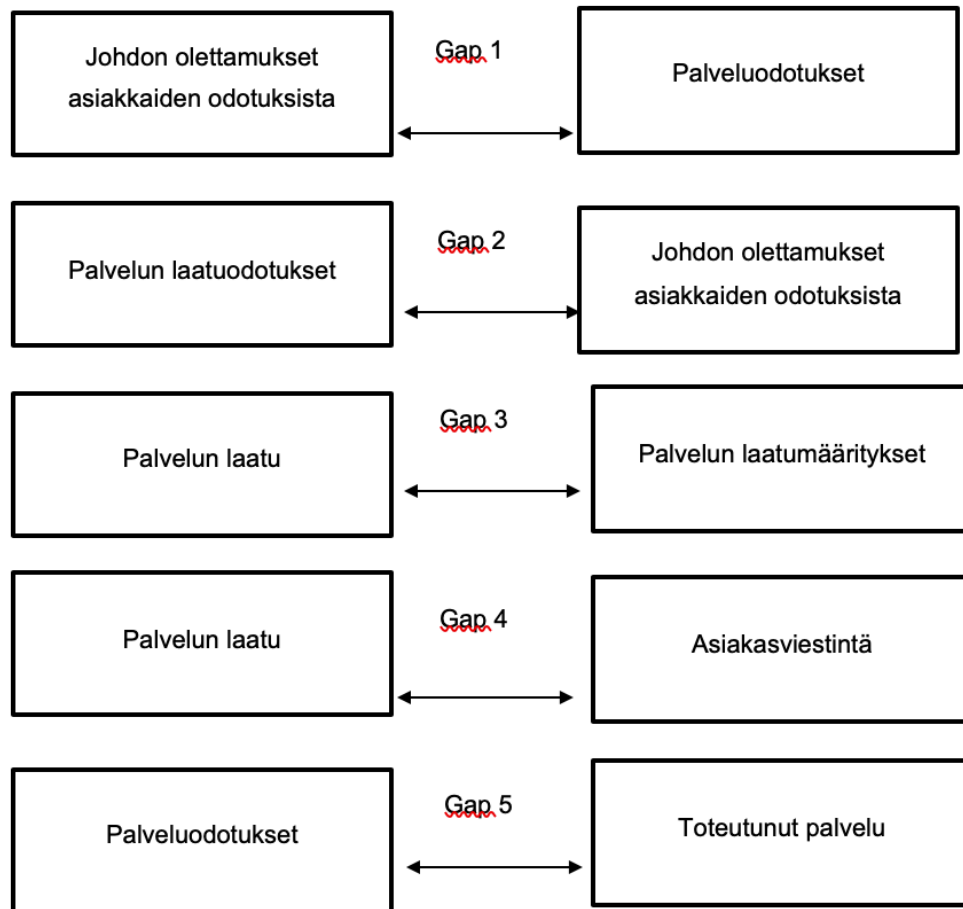 Johdon olettamukset
asiakkaiden odotuksista
Gap 1
Palveluodotukset
Palvelun laatuodotukset
Gap 2
Johdon olettamukset
asiakkaiden odotuksista
Palvelun laatu
Gap 3
Palvelun laatumääritykset
Palvelun laatu
Gap 4
Asiakasviestintä
Palveluodotukset
Gap 5
Toteutunut palvelu